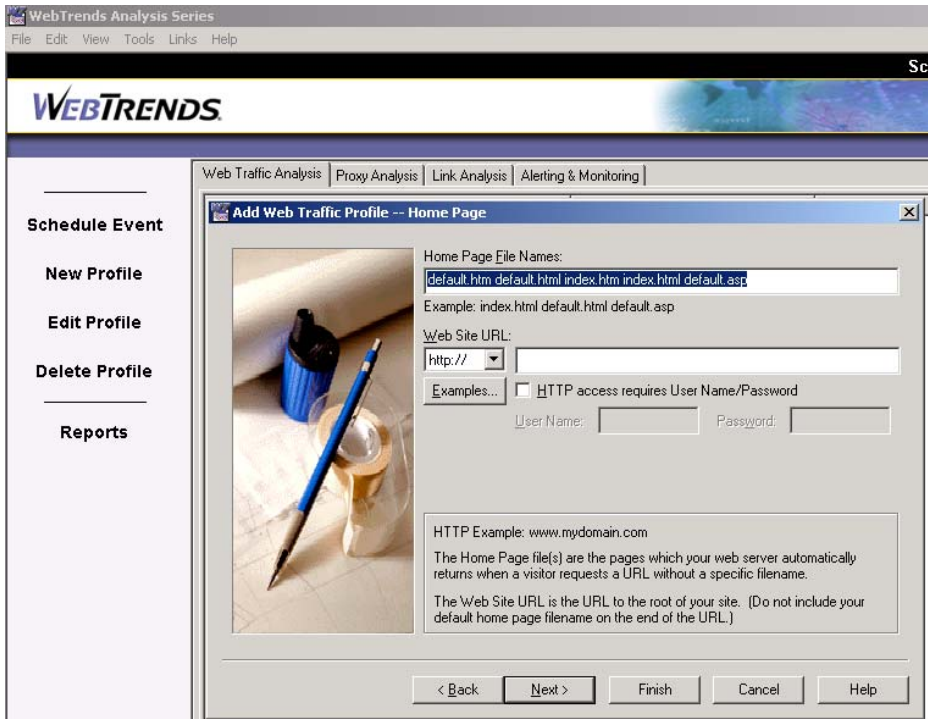 WebTrends Analysis Series
File Edit View Tools Links Help
Sc
WEBTRENDS
Web Traffic Analysis Proxy Analysis Link Analysis Alerting & Monitoring
Schedule Event
New Profile
Edit Profile
Delete Profile
Reports
Add Web Traffic Profile -- Home Page
Home Page File Names:
default.htm default.html index.htm index.html default.asp
Example: index.html default.html default.asp
Web Site URL:
http://
Examples... HTTP access requires User Name/Password
User Name: Password:
HTTP Example: www.mydomain.com
The Home Page file(s) are the pages which your web server automatically
returns when a visitor requests a URL without a specific filename.
The Web Site URL is the URL to the root of your site. (Do not include your
default home page filename on the end of the URL.)
< Back Next > Finish Cancel Help